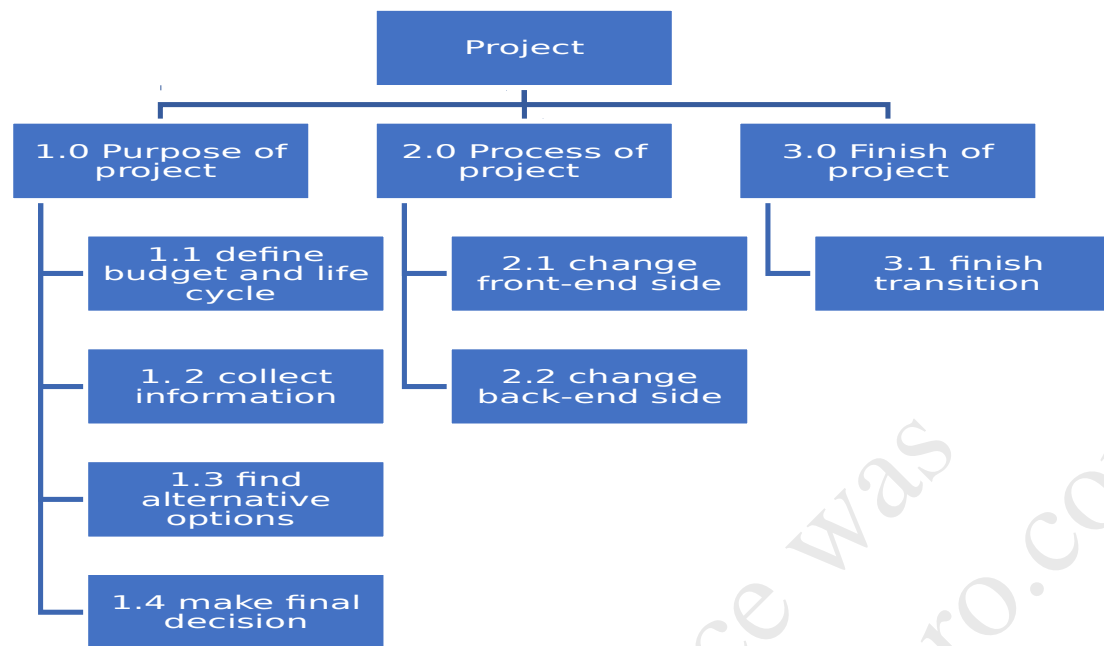 Project
1.0 Purpose of
project
2.0 Process of
project
3.0 Finish of
project
1.1 define
budget and life
cycle
1. 2 collect
information
1.3 find
alternative
options
1.4 make final
decision
2.1 change
front-end side
2.2 change
back-end side
3.1 finish
transition
was